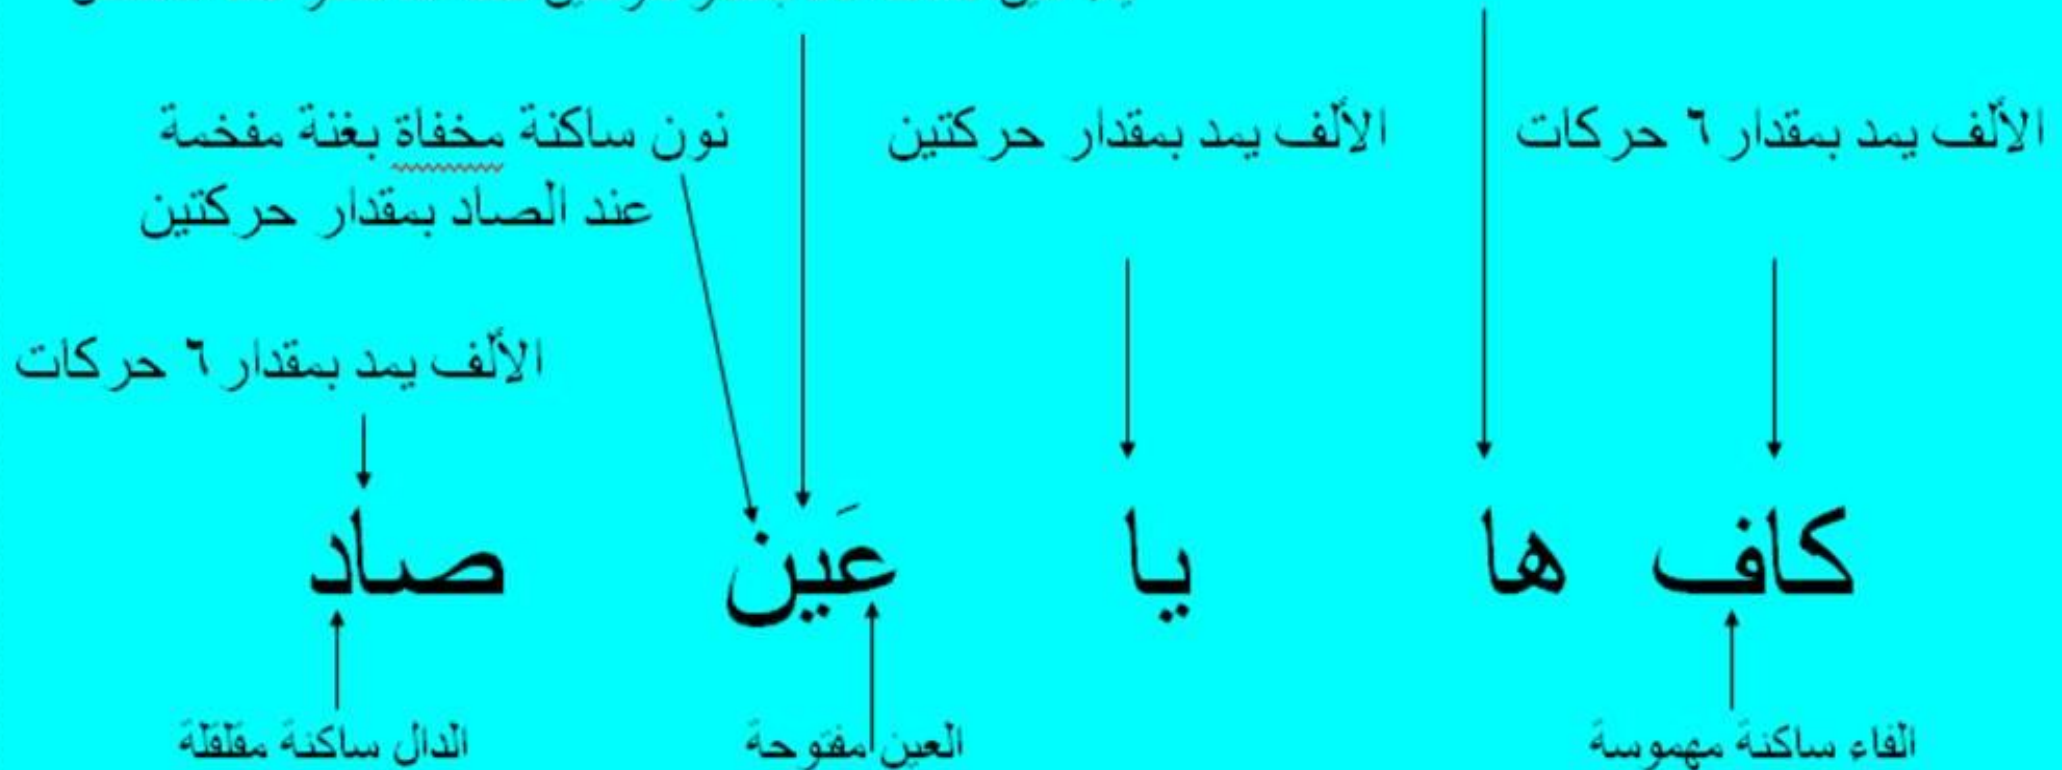 الألف يمد بمقدار ٦ حركات
الألف يمد بمقدار حركتين
نون ساكنة مخفاة بغنة مفخمة
عند الصاد بمقدار حركتين
الألف يمد بمقدار ٦ حركات
كاف ها يا عَين صاد
الفاء ساكنة مهموسة
العين مفتوحة
الدال ساكنة مقلقلة